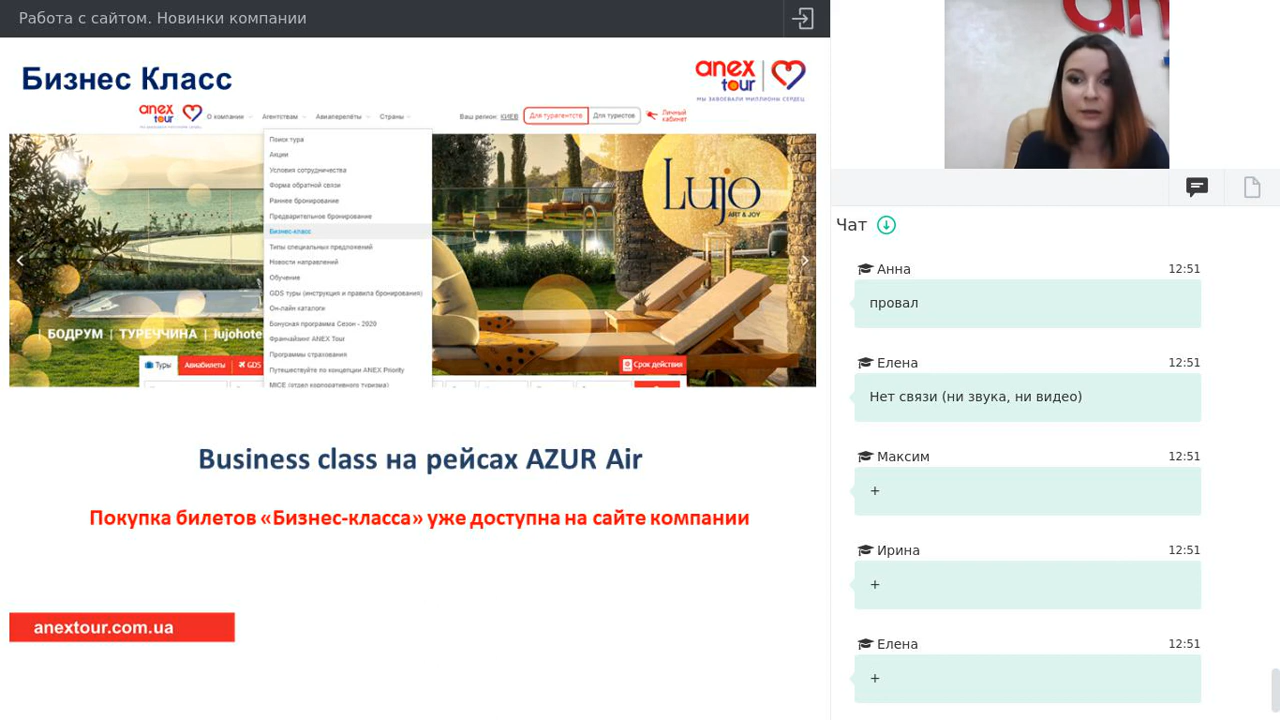 Работа с сайтом. Новинки компании
Бизнес Класс
anex tour
МЫ ЗАВОЕВАЛИ МИЛЛИОНЫ СЕРДЕЦ
anex tour
О компании
Агентствам
Авиаперелёты
Страны
Ваш регион: КИЕВ
Для турагентств
Для туристов
Личный кабинет
Поиск тура
Акции
Условия сотрудничества
Форма обратной связи
Раннее бронирование
Предварительное бронирование
Бизнес-класс
Типы специальных предложений
Новости направлений
Обучение
GDS туры (инструкция и правила бронирования)
Он-лайн каталоги
Бонусная программа Сезон - 2020
Франчайзинг ANEX Tour
Программы страхования
Путешествуйте по концепции ANEX Priority
MICE (отдел корпоративного туризма)
Lujo
ART & JOY
| БОДРУМ | ТУРЕЧЧИНА | lujohote
Туры
Авиабилеты
GDS
Срок действия
Business class на рейсах AZUR Air
Покупка билетов «Бизнес-класса» уже доступна на сайте компании
anextour.com.ua
Чат
Анна 12:51
провал
Елена 12:51
Нет связи (ни звука, ни видео)
Максим 12:51
+
Ирина 12:51
+
Елена 12:51
+